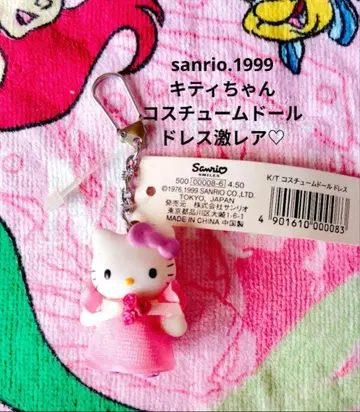 sanrio.1999
キティちゃん
コスチュームドール
ドレス激レア♡
Sanrio
SMILES
500 00008-6 4.50
©1976,1999 SANRIO CO.,LTD.
TOKYO, JAPAN
発売元 株式会社サンリオ
東京都品川区大崎1-6-1
MADE IN CHINA 中国製
K/T コスチュームドール ドレス
4 901610 000083